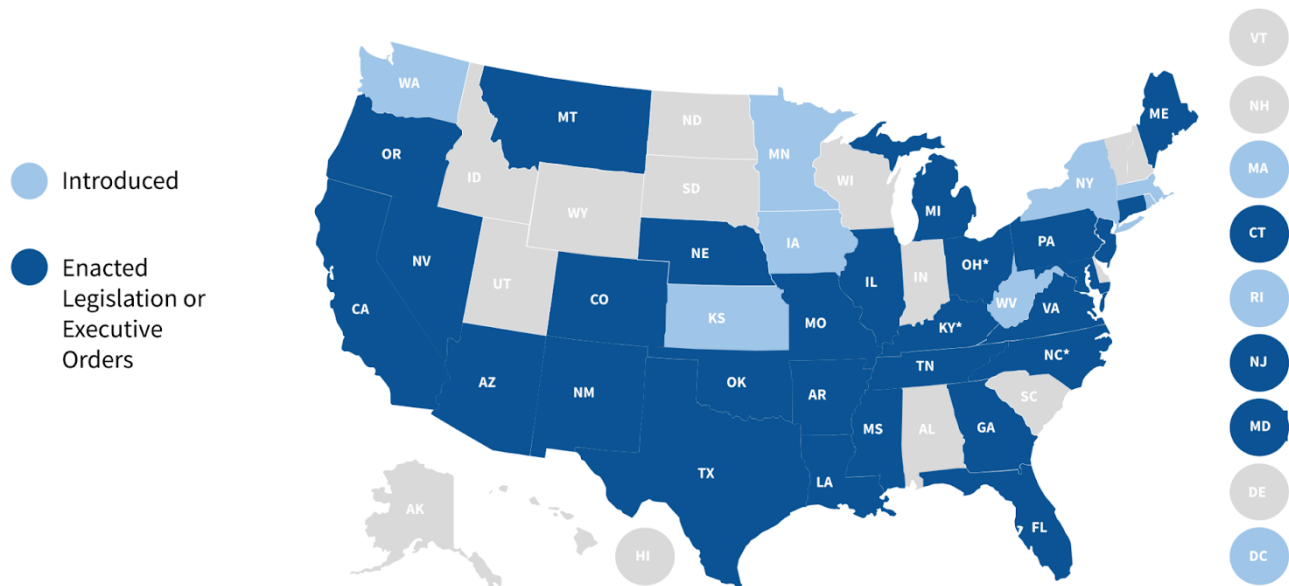 VT
NH
MA
CT
RI
NJ
MD
DE
DC
Introduced
Enacted
Legislation or
Executive
Orders
WA
MT
ND
MN
ME
OR
ID
SD
WI
NY
WY
MI
IA
PA
NV
NE
OH*
UT
IL
IN
CA
CO
WV
VA
KS
MO
KY*
NC*
TN
AZ
NM
OK
AR
SC
MS
AL
GA
TX
LA
AK
FL
HI